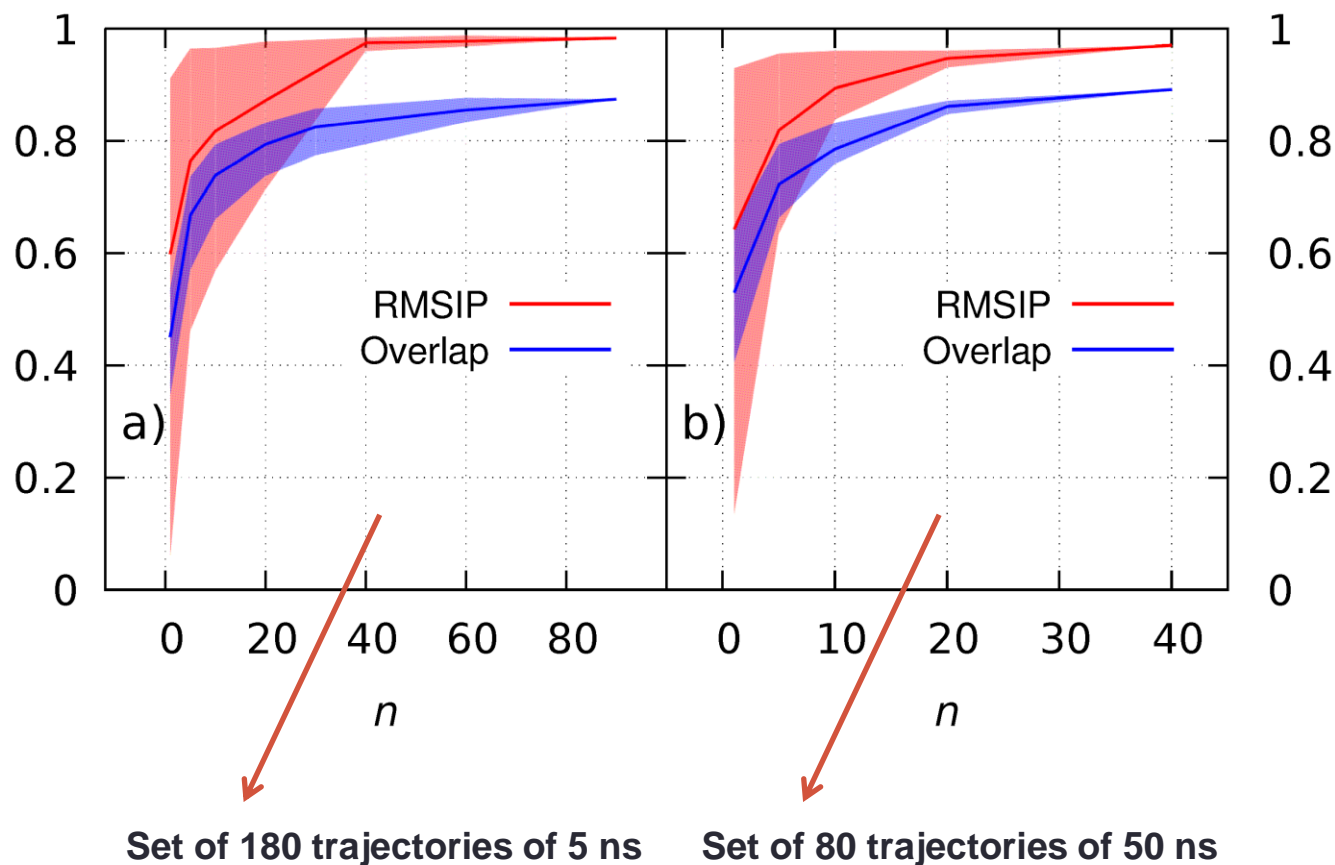 1 1
0.8 0.8
0.6 0.6
RMSIP RMSIP
Overlap Overlap
0.4 0.4
a) b)
0.2 0.2
0 0
0 20 40 60 80 0 10 20 30 40
n n
Set of 180 trajectories of 5 ns Set of 80 trajectories of 50 ns